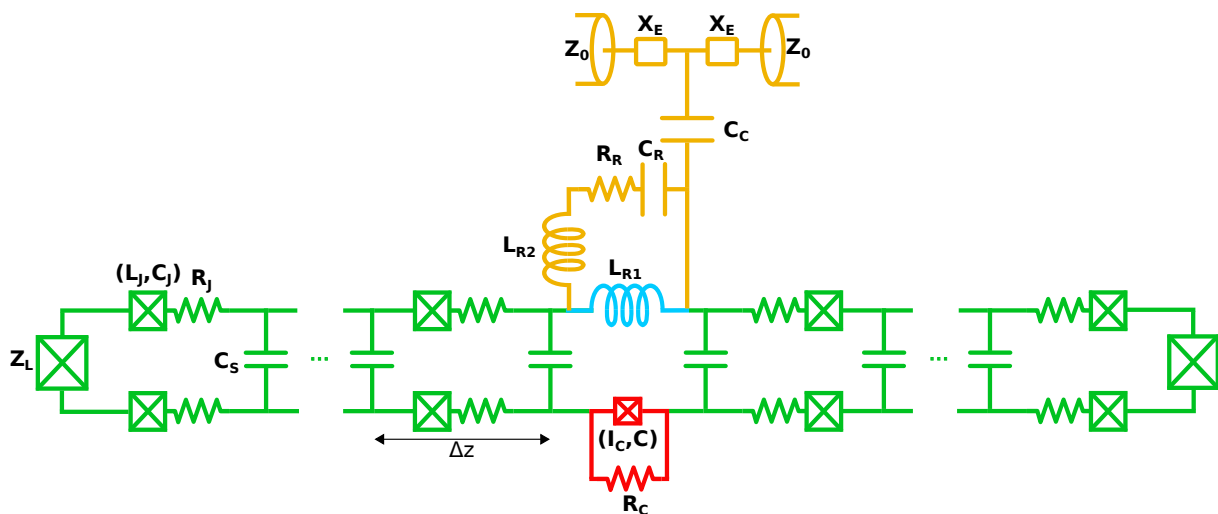 X_E X_E
Z_0 Z_0
C_C
R_R C_R
L_R2
L_R1
(L_J,C_J) R_J
Z_L
C_S ... ...
(I_C,C)
Δz
R_C